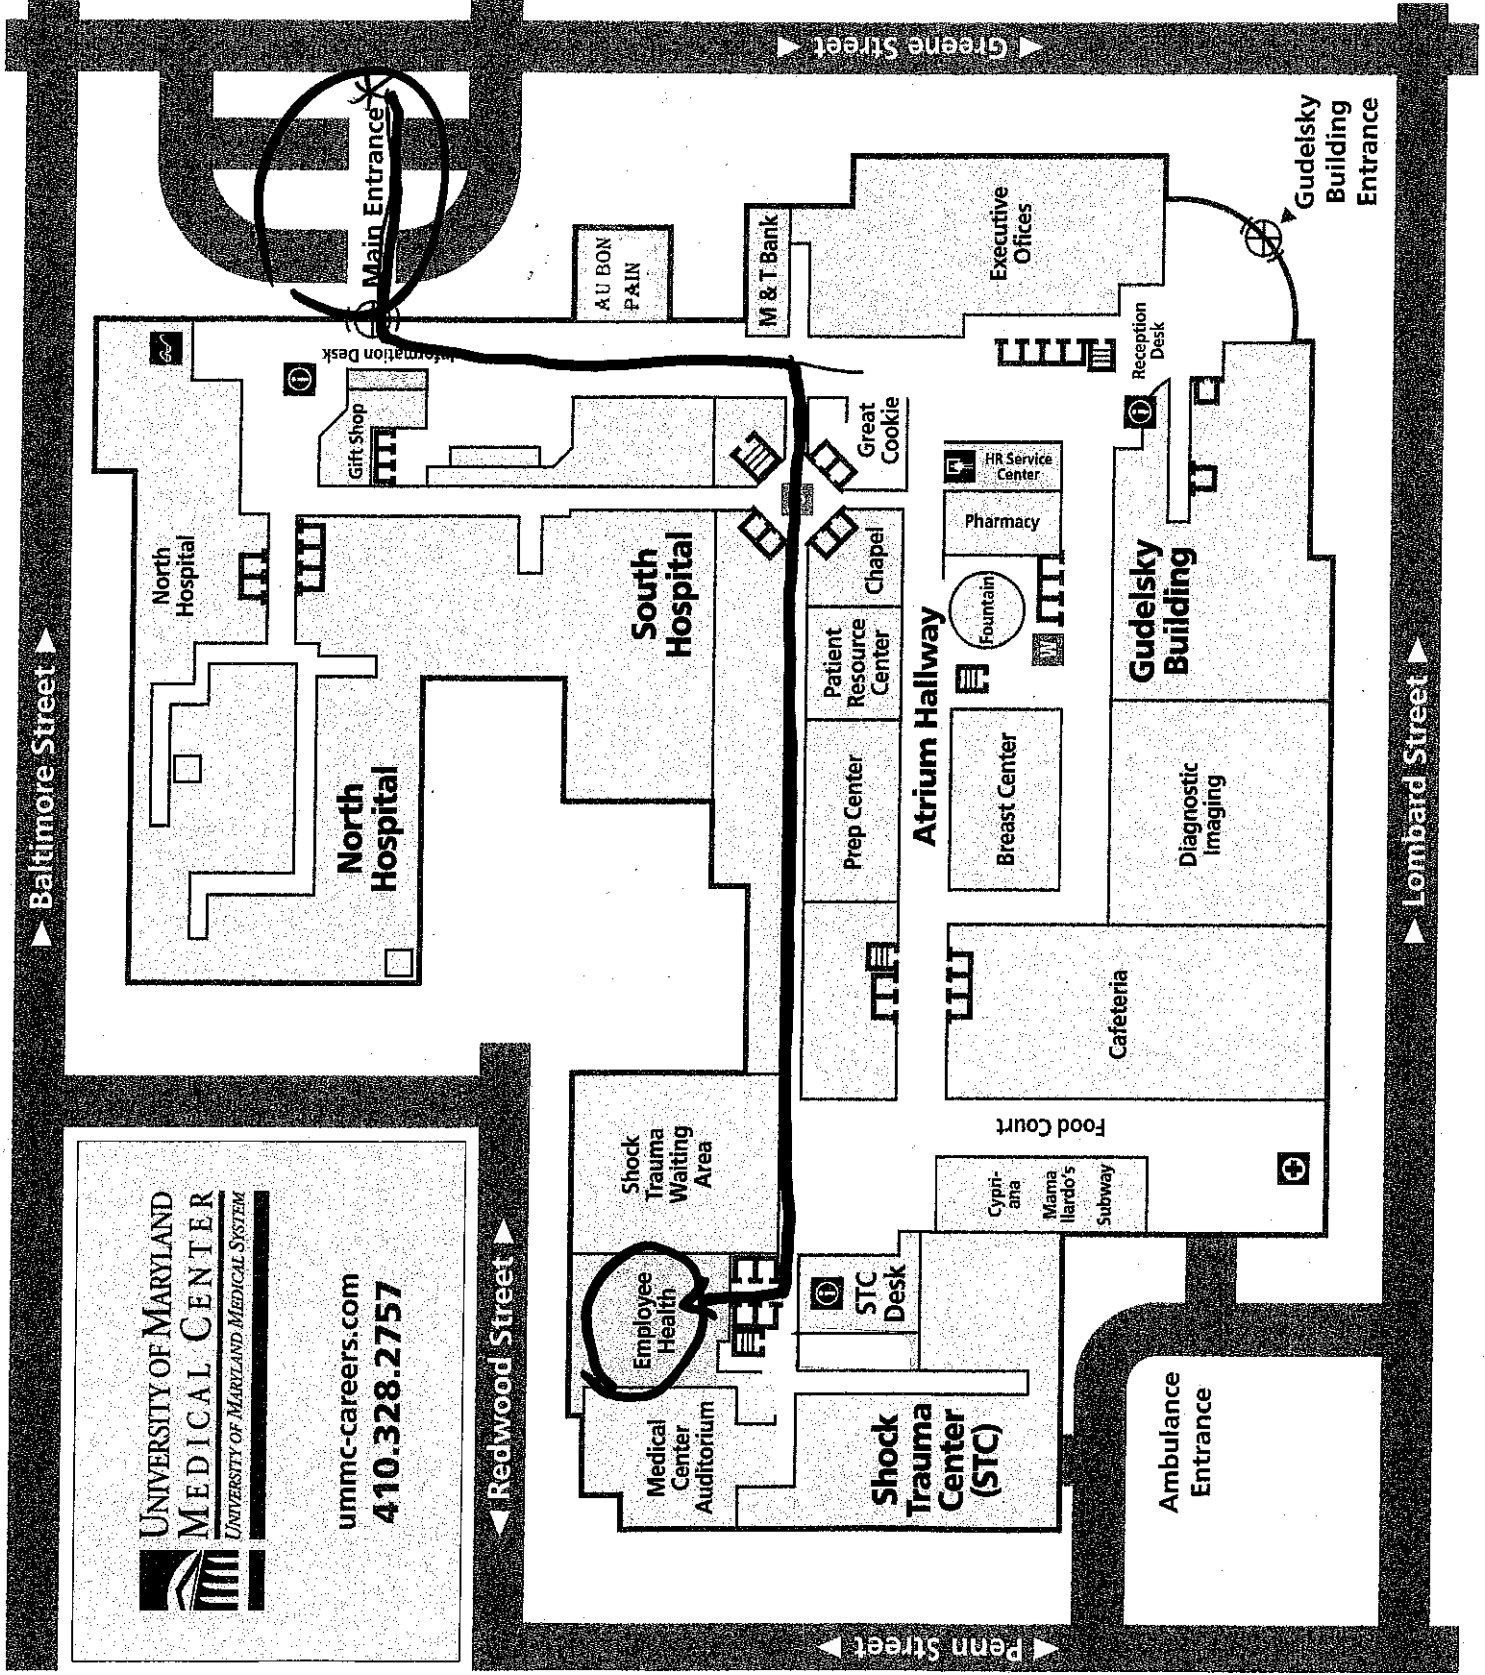 Greene Street
Main Entrance
Gudelsky
Building
Entrance
Executive
Ofices
M & T Bank
AU BON
PAIN
Information Desk
Reception
Desk
Gift Shop
Great
Cookie
HR Service
Center
Pharmacy
North
Hospital
South
Hospital
Chapel
Fountain
Patient
Resource
Center
Atrium Hallway
W
Gudelsky
Building
Baltimore Street
Lombard Street
North
Hospital
Prep Center
Breast Center
Diagnostic
Imaging
Cafeteria
Food Court
Shock
Trauma
Waiting
Area
Cypri-
ana
Mama
Ilardo's
Subway
Employee
Health
STC
Desk
Redwood Street
Medical
Center
Auditorium
Shock
Trauma
Center
(STC)
Ambulance
Entrance
Penn Street
UNIVERSITY OF MARYLAND
MEDICAL CENTER
UNIVERSITY OF MARYLAND MEDICAL SYSTEM
ummc-careers.com
410.328.2757